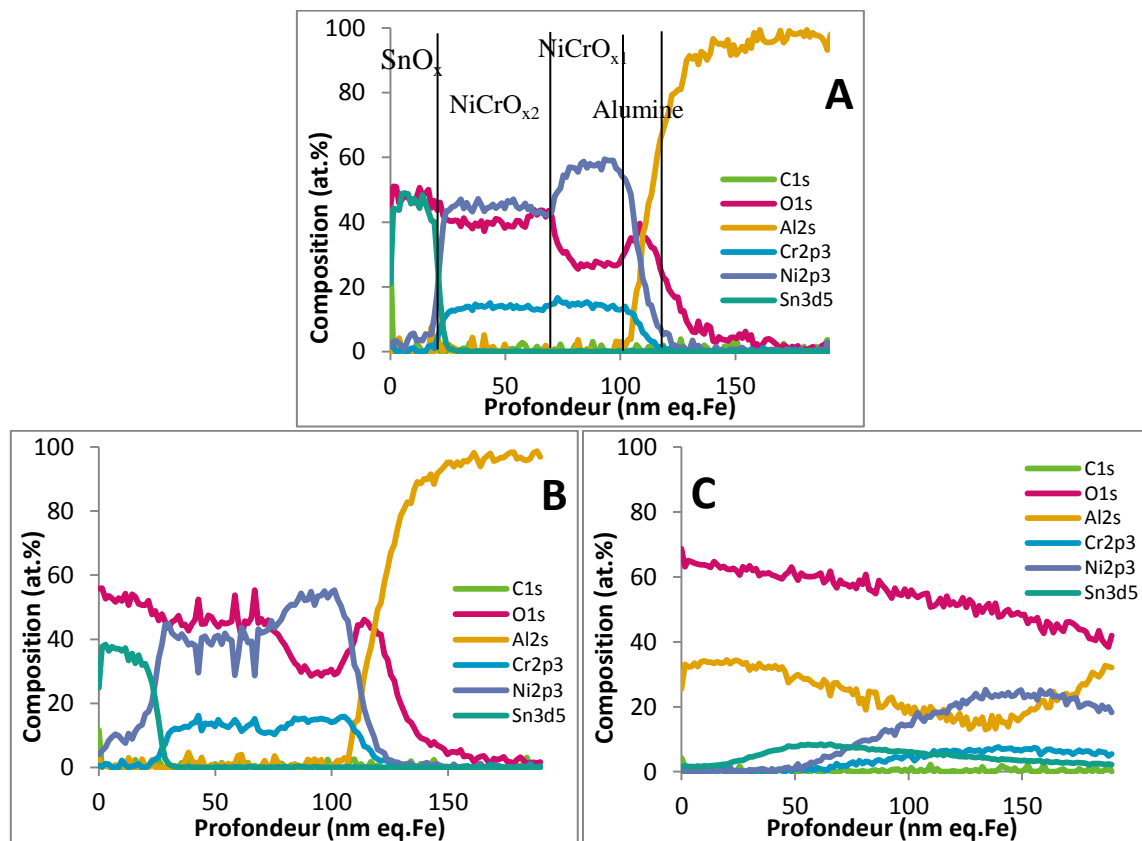 A
SnOx
NiCrOx2
NiCrOx1
Alumine
Composition (at.%)
100
80
60
40
20
0
0 50 100 150
Profondeur (nm eq.Fe)
C1s
O1s
Al2s
Cr2p3
Ni2p3
Sn3d5
B
Composition (at.%)
100
80
60
40
20
0
0 50 100 150
Profondeur (nm eq.Fe)
C1s
O1s
Al2s
Cr2p3
Ni2p3
Sn3d5
C
Composition (at.%)
100
80
60
40
20
0
0 50 100 150
Profondeur (nm eq.Fe)
C1s
O1s
Al2s
Cr2p3
Ni2p3
Sn3d5